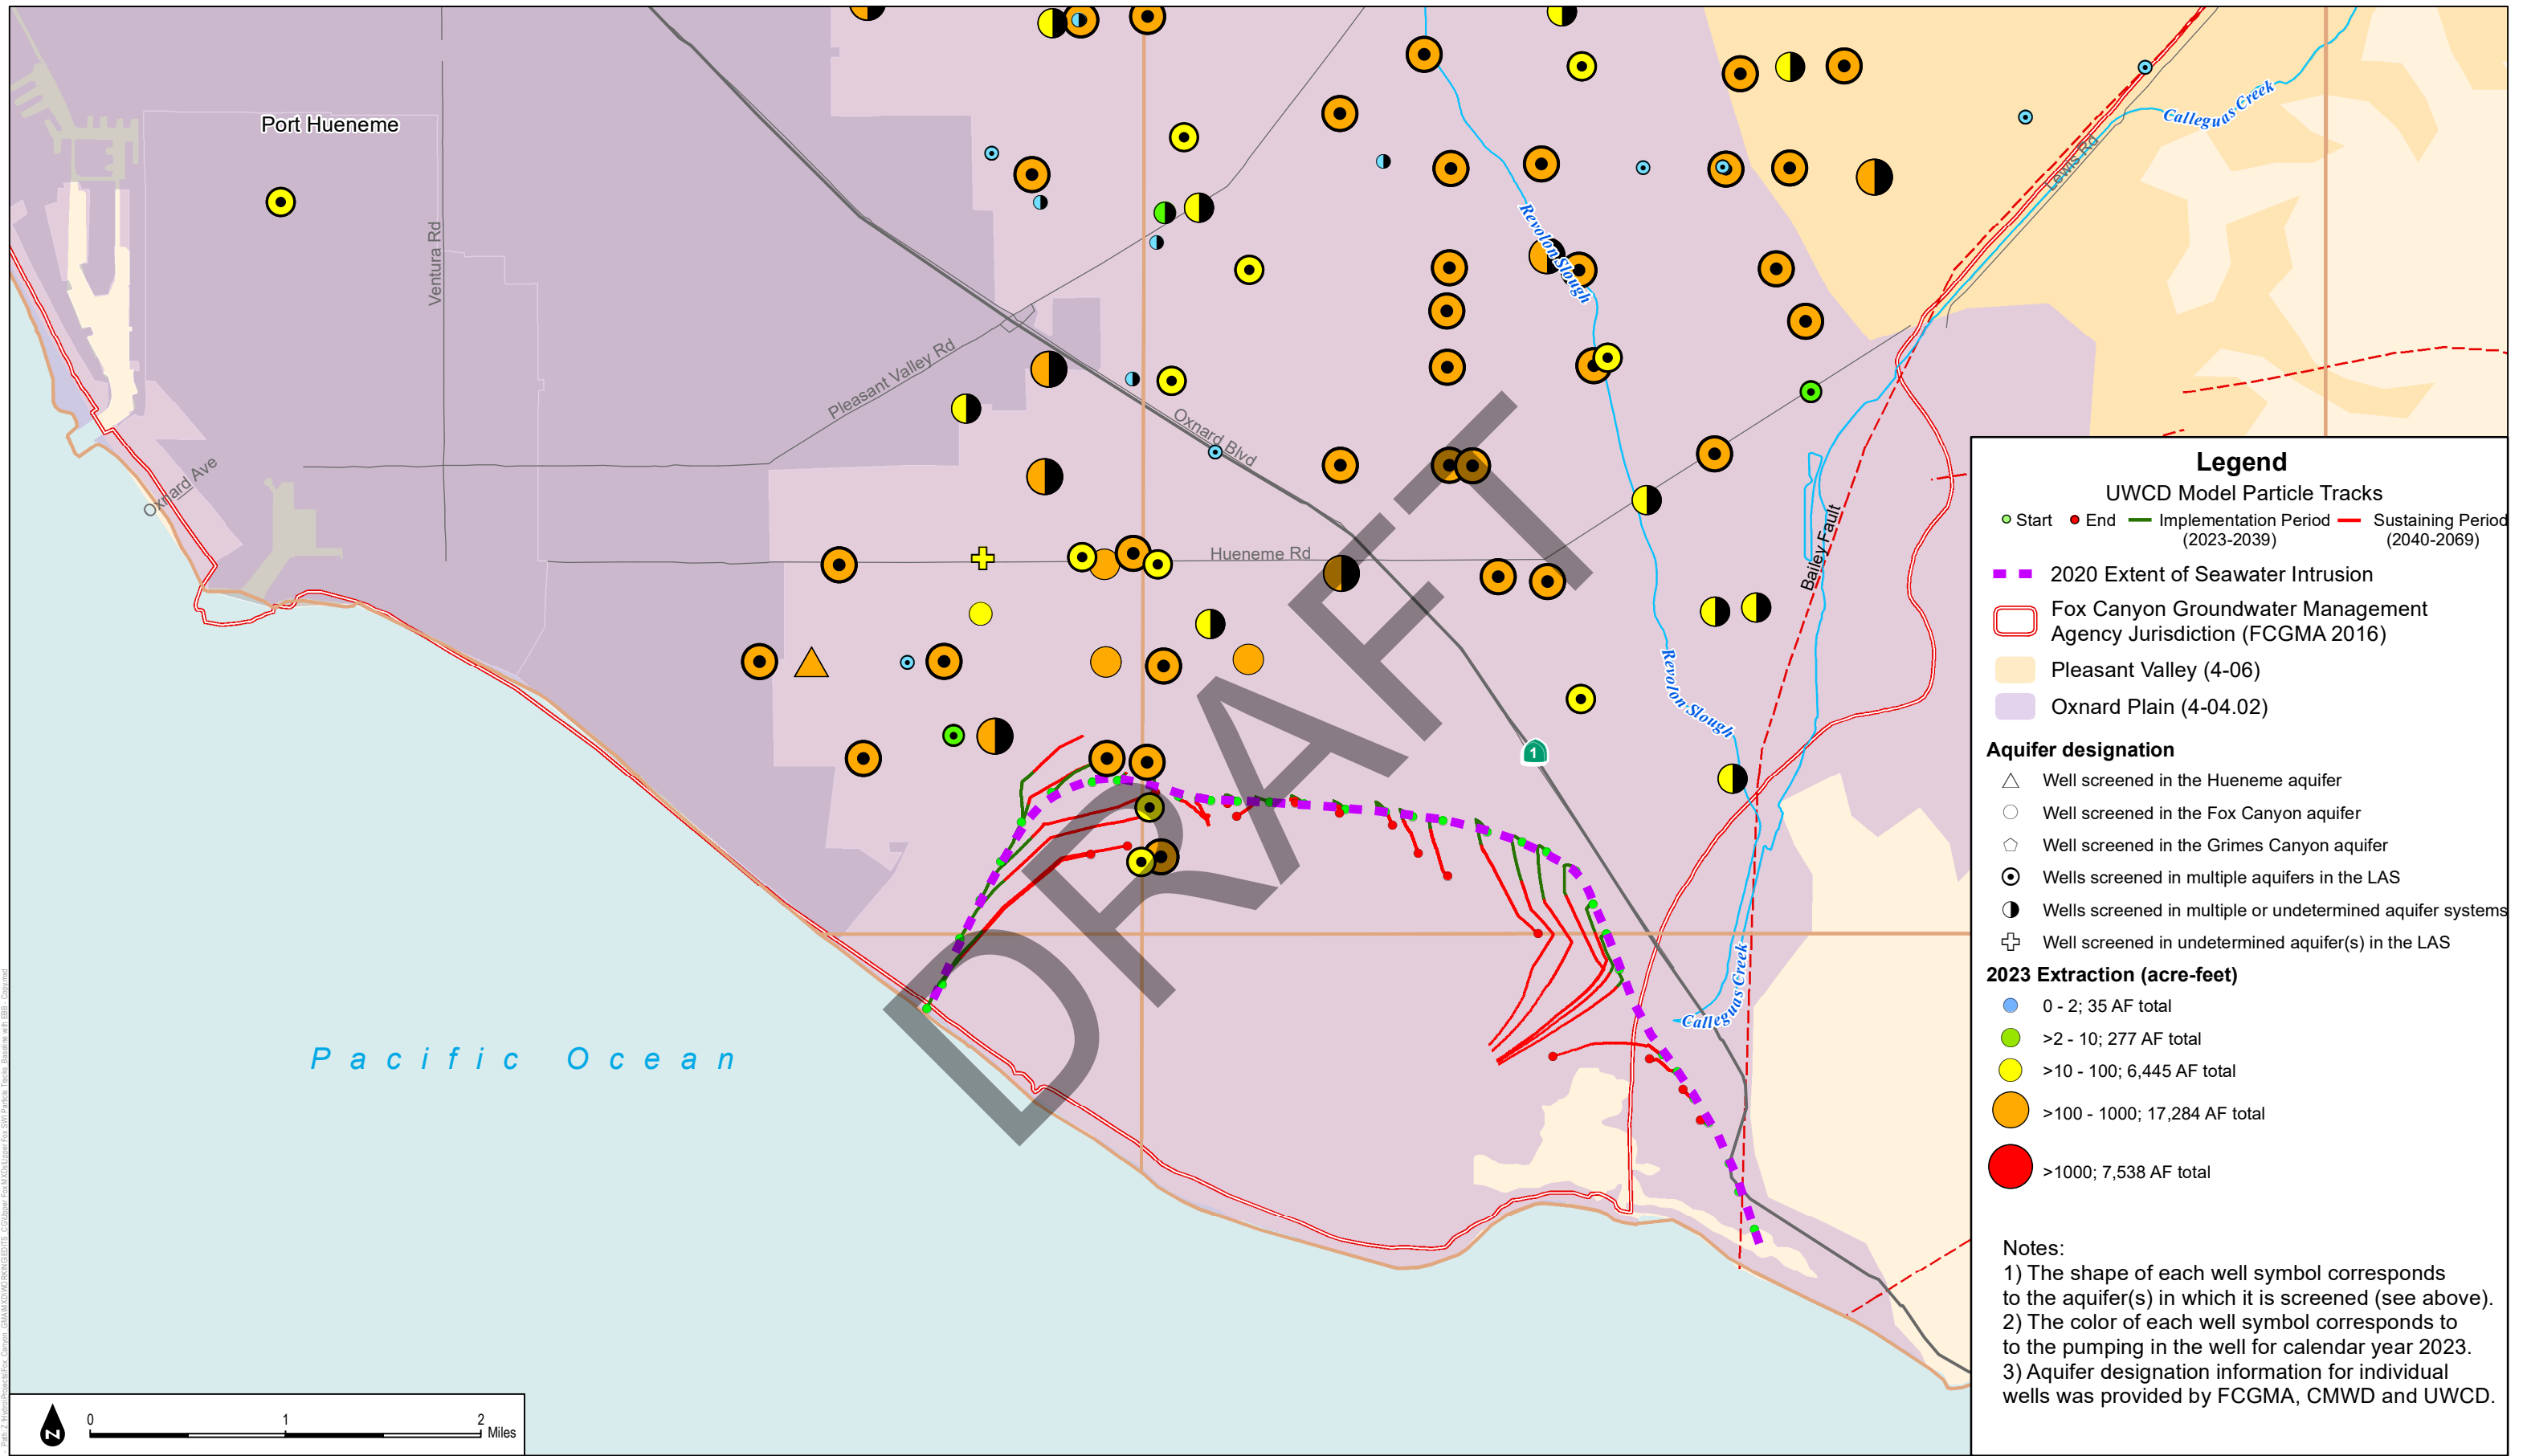 Port Hueneme
Ventura Rd
Pleasant Valley Rd
Oxnard Ave
Oxnard Blvd
Hueneme Rd
Revolon Slough
Revolon Slough
Calleguas Creek
Calleguas Creek
Lewis Rd
Bailey Fault
1
Pacific Ocean
DRAFT
N
0 1 2
Miles
Legend
UWCD Model Particle Tracks
Start End Implementation Period Sustaining Period
(2023-2039) (2040-2069)
2020 Extent of Seawater Intrusion
Fox Canyon Groundwater Management
Agency Jurisdiction (FCGMA 2016)
Pleasant Valley (4-06)
Oxnard Plain (4-04.02)
Aquifer designation
Well screened in the Hueneme aquifer
Well screened in the Fox Canyon aquifer
Well screened in the Grimes Canyon aquifer
Wells screened in multiple aquifers in the LAS
Wells screened in multiple or undetermined aquifer systems
Well screened in undetermined aquifer(s) in the LAS
2023 Extraction (acre-feet)
0 - 2; 35 AF total
>2 - 10; 277 AF total
>10 - 100; 6,445 AF total
>100 - 1000; 17,284 AF total
>1000; 7,538 AF total
Notes:
1) The shape of each well symbol corresponds
to the aquifer(s) in which it is screened (see above).
2) The color of each well symbol corresponds to
to the pumping in the well for calendar year 2023.
3) Aquifer designation information for individual
wells was provided by FCGMA, CMWD and UWCD.